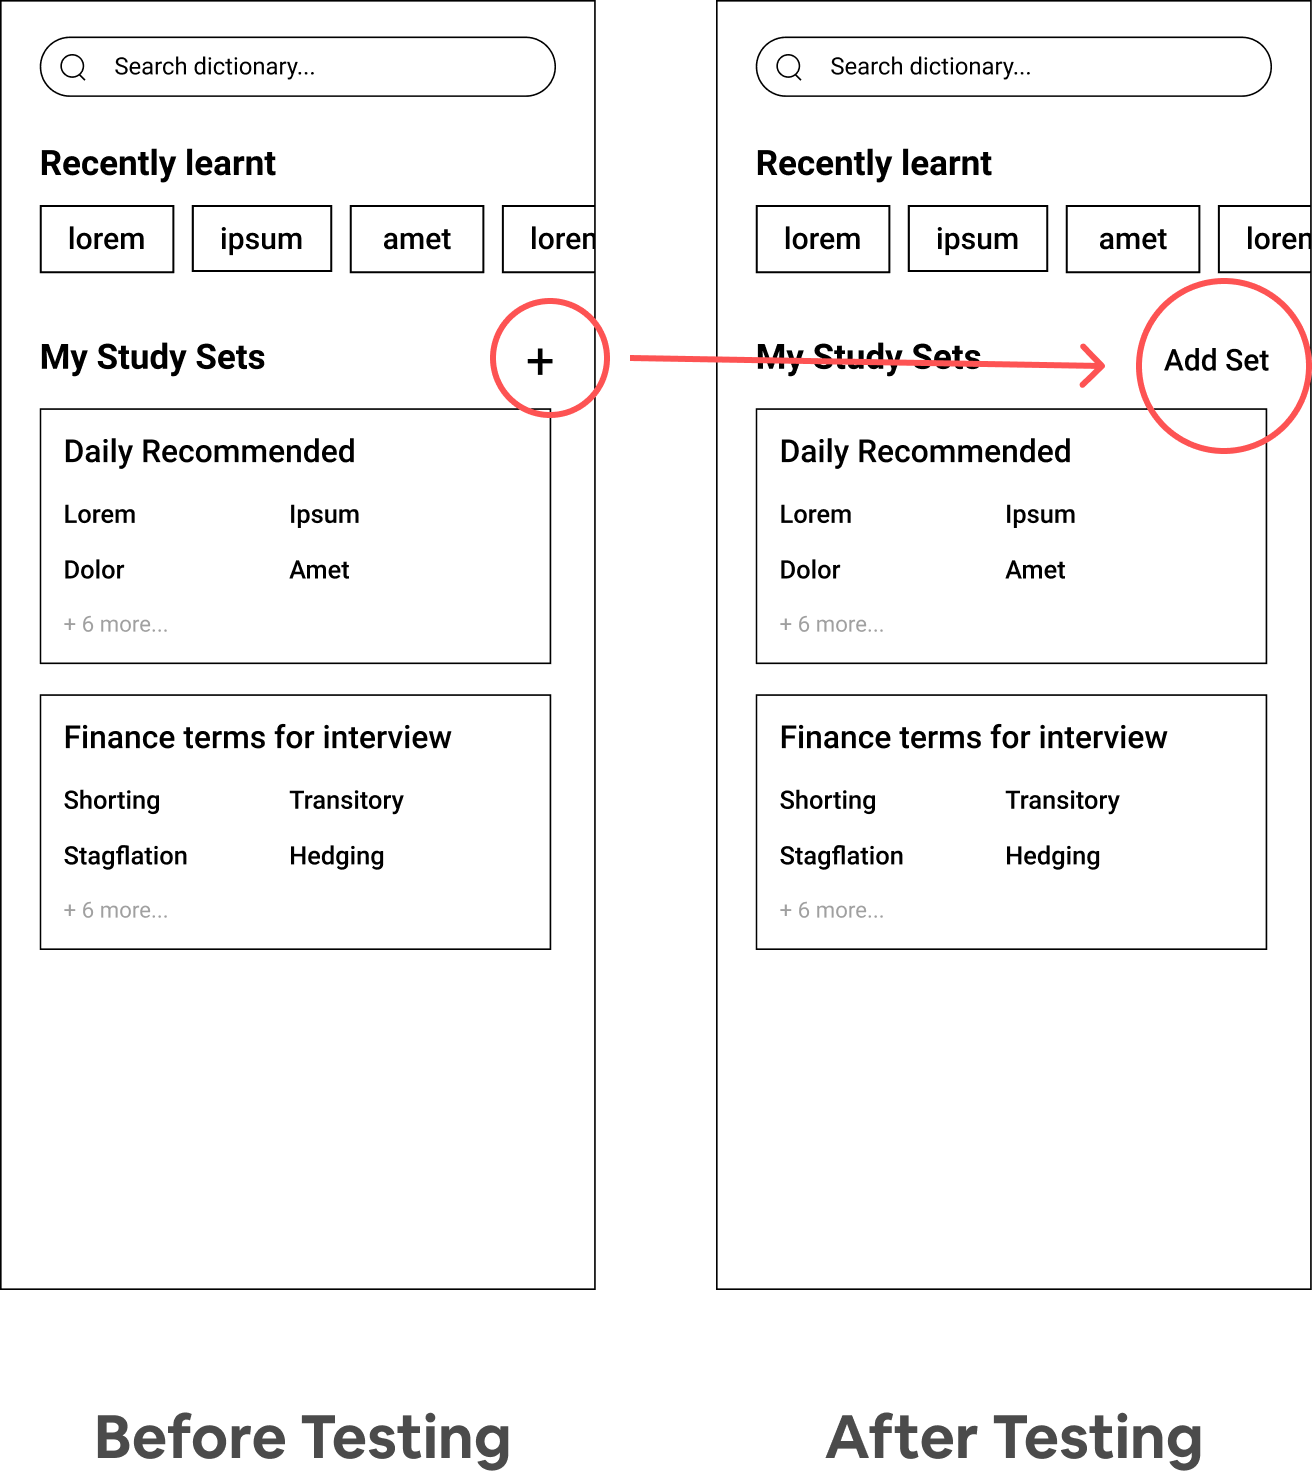 Search dictionary...
Recently learnt
lorem ipsum amet loren
My Study Sets +
Daily Recommended
Lorem Ipsum
Dolor Amet
+ 6 more...
Finance terms for interview
Shorting Transitory
Stagflation Hedging
+ 6 more...
Before Testing
Search dictionary...
Recently learnt
lorem ipsum amet loren
My Study Sets Add Set
Daily Recommended
Lorem Ipsum
Dolor Amet
+ 6 more...
Finance terms for interview
Shorting Transitory
Stagflation Hedging
+ 6 more...
After Testing